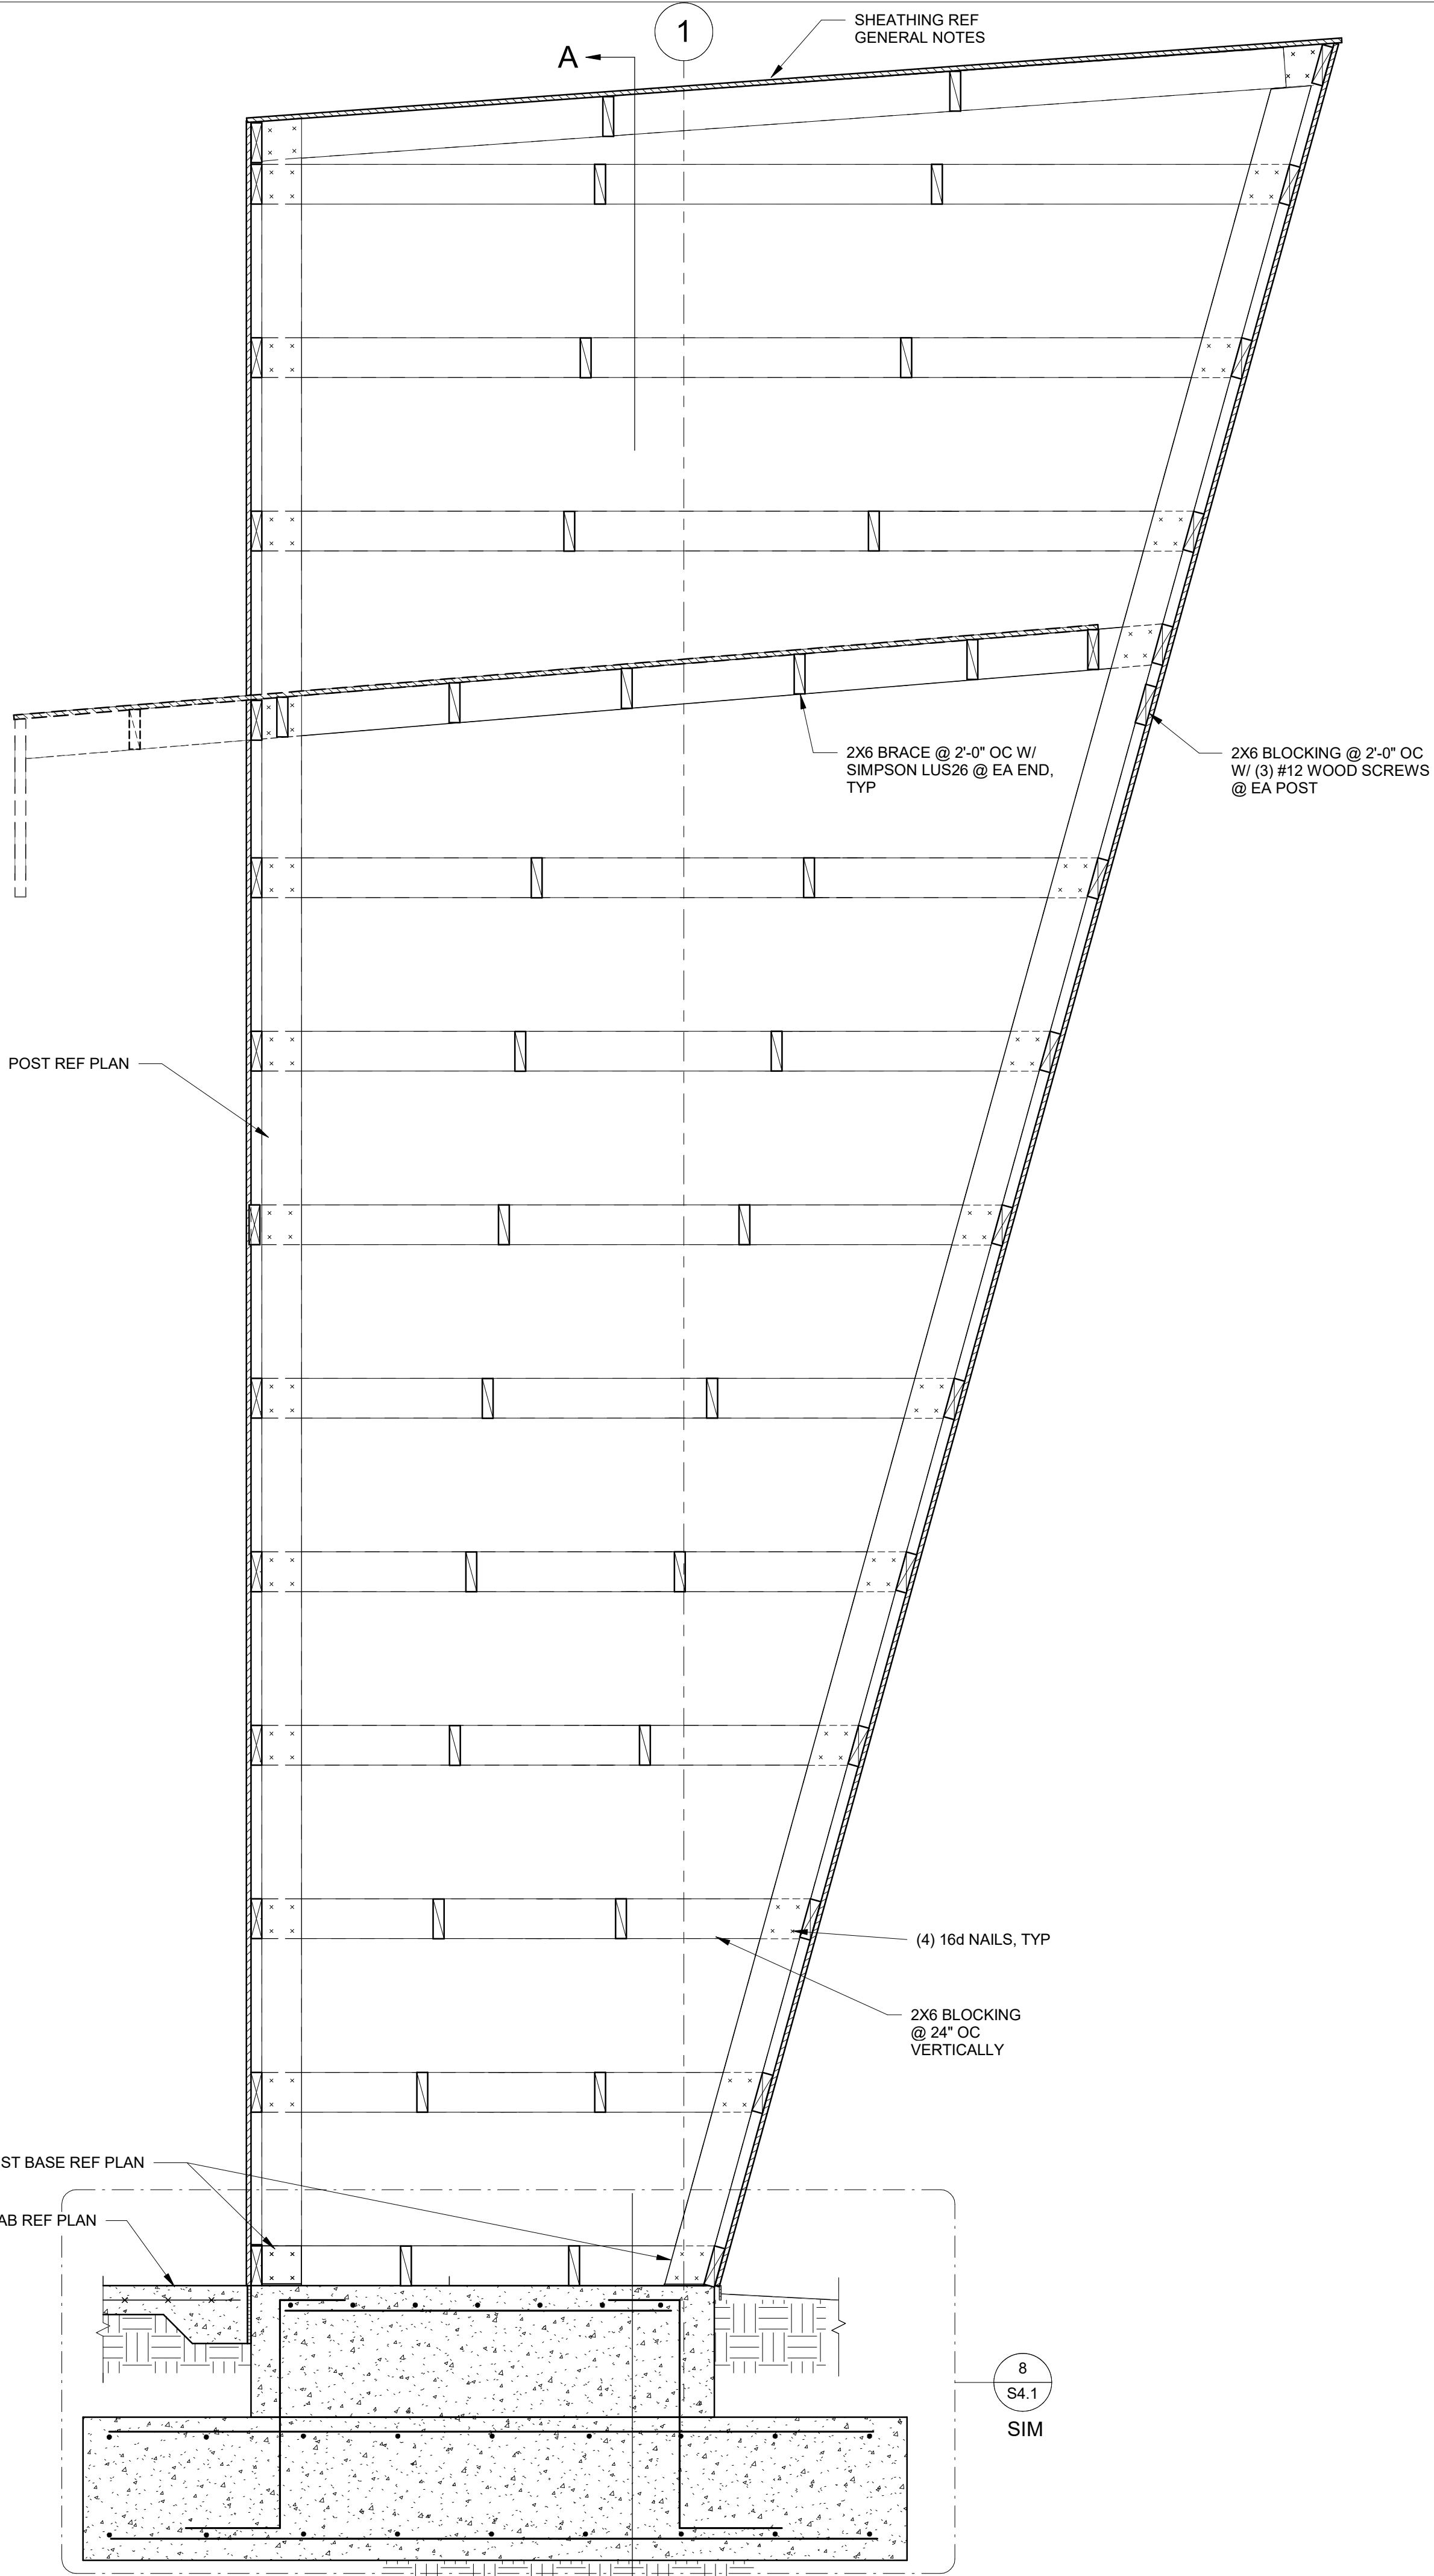 1
SHEATHING REF
GENERAL NOTES
A
2X6 BRACE @ 2'-0" OC W/
SIMPSON LUS26 @ EA END,
TYP
2X6 BLOCKING @ 2'-0" OC
W/ (3) #12 WOOD SCREWS
@ EA POST
POST REF PLAN
(4) 16d NAILS, TYP
2X6 BLOCKING
@ 24" OC
VERTICALLY
ST BASE REF PLAN
AB REF PLAN
8
S4.1
SIM